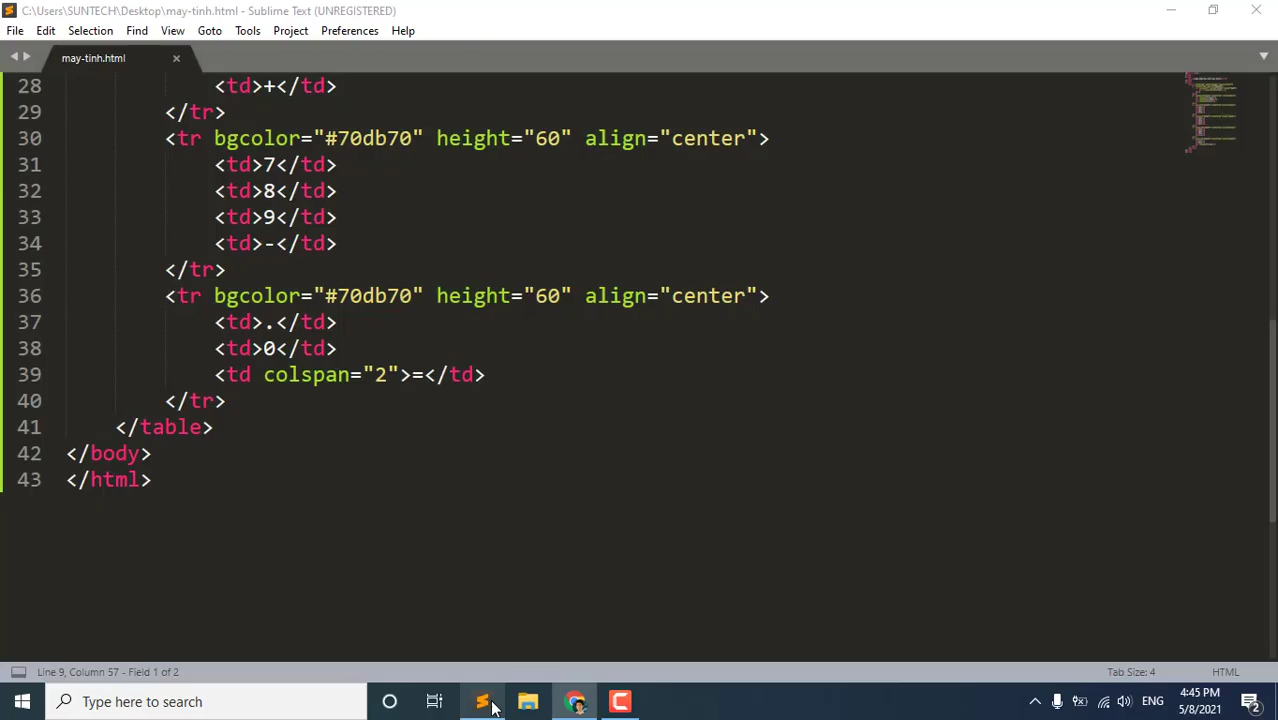 C:\Users\SUNTECH\Desktop\may-tinh.html - Sublime Text (UNREGISTERED)
File Edit Selection Find View Goto Tools Project Preferences Help
may-tinh.html
28 <td>+</td>
29 </tr>
30 <tr bgcolor="#70db70" height="60" align="center">
31 <td>7</td>
32 <td>8</td>
33 <td>9</td>
34 <td>-</td>
35 </tr>
36 <tr bgcolor="#70db70" height="60" align="center">
37 <td>.</td>
38 <td>0</td>
39 <td colspan="2">=</td>
40 </tr>
41 </table>
42 </body>
43 </html>
Line 9, Column 57 - Field 1 of 2 Tab Size: 4 HTML
Type here to search ENG 4:45 PM
5/8/2021 2